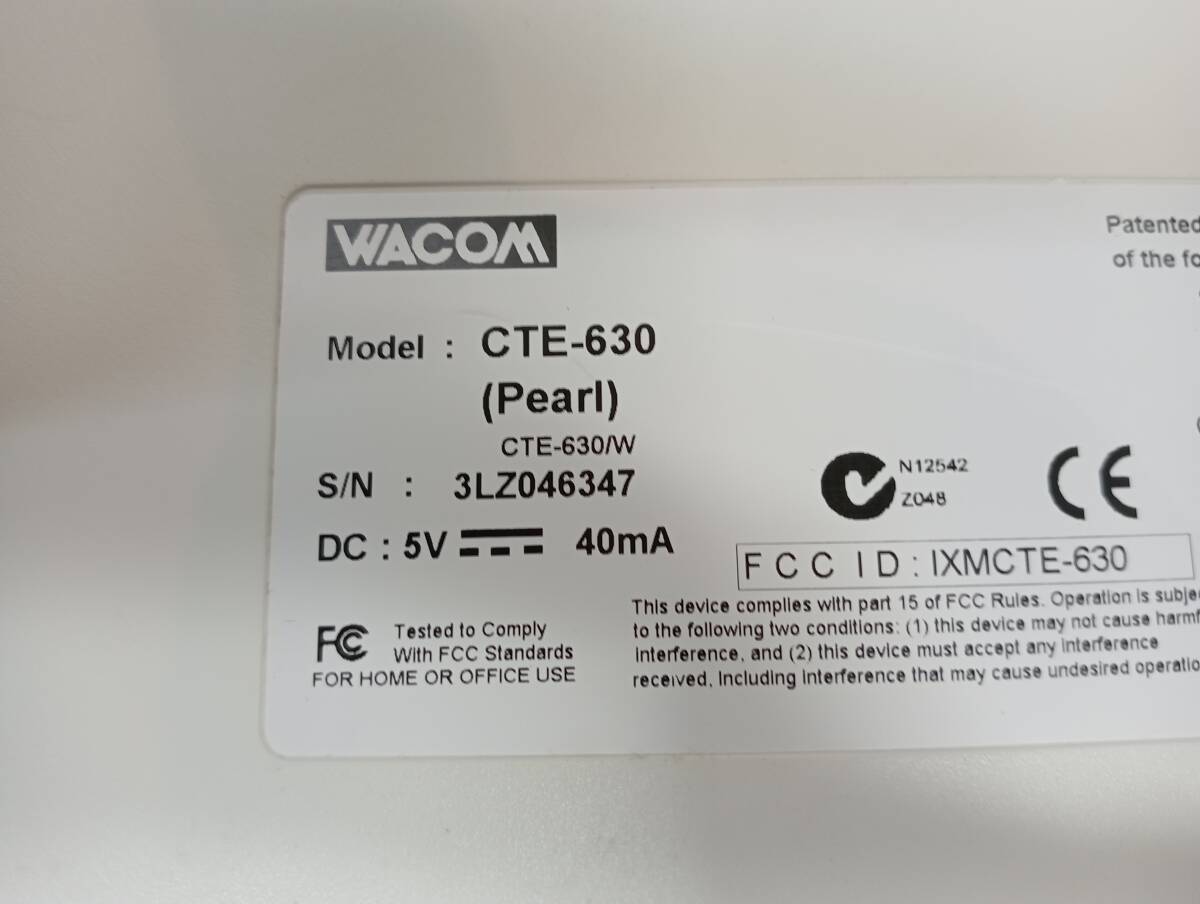 WACOM
Patented
of the fo
Model : CTE-630
(Pearl)
CTE-630/W
S/N : 3LZ046347
DC : 5V 40mA
N12542
Z048
CE
FCC ID : IXMCTE-630
FC Tested to Comply
With FCC Standards
FOR HOME OR OFFICE USE
This device complies with part 15 of FCC Rules. Operation is subje
to the following two conditions: (1) this device may not cause harmf
interference, and (2) this device must accept any interference
received, including interference that may cause undesired operatio